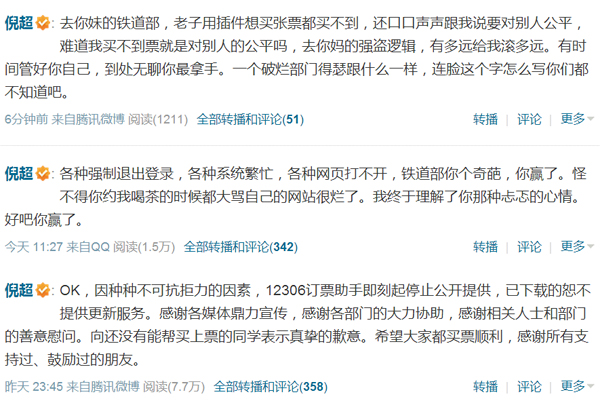 倪超：去你妹的铁道部，老子用插件想买张票都买不到，还口口声声跟我说要对别人公平，
难道我买不到票就是对别人的公平吗，去你妈的强盗逻辑，有多远给我滚多远。有时
间管好你自己，到处无聊你最拿手。一个破烂部门得瑟跟什么一样，连脸这个字怎么写你们都
不知道吧。
6分钟前 来自腾讯微博 阅读(1211) 全部转播和评论(51) 转播 | 评论 | 更多
倪超：各种强制退出登录，各种系统繁忙，各种网页打不开，铁道部你个奇葩，你赢了。怪
不得你约我喝茶的时候都大骂自己的网站很烂了。我终于理解了你那种忐忑的心情。
好吧你赢了。
今天 11:27 来自QQ 阅读(1.5万) 全部转播和评论(342) 转播 | 评论 | 更多
倪超：OK，因种种不可抗拒力的因素，12306订票助手即刻起停止公开提供，已下载的恕不
提供更新服务。感谢各媒体鼎力宣传，感谢各部门的大力协助，感谢相关人士和部门
的善意慰问。向还没有能帮买上票的同学表示真挚的歉意。希望大家都买票顺利，感谢所有支
持过、鼓励过的朋友。
昨天 23:45 来自腾讯微博 阅读(7.7万) 全部转播和评论(358) 转播 | 评论 | 更多